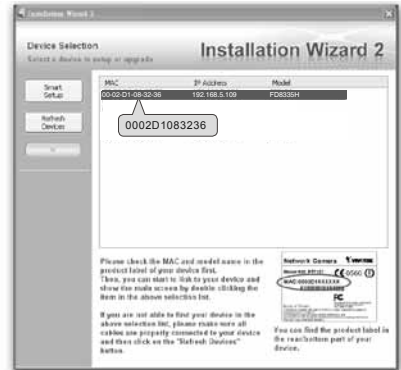 Installation Wizard 2
Device Selection
Select a device to setup or upgrade
Installation Wizard 2
Smart
Setup
Refresh
Devices
MAC IP Address Model
00-02-D1-08-32-36 192.168.5.109 FD8335H
0002D1083236
Please check the MAC and model name in the
product label of your device first.
Then, you can start to link to your device and
show the main screen by double clicking the
item in the above selection list.
If you are not able to find your device in the
above selection list, please make sure all
cables are properly connected to your device
and then click on the "Refresh Devices"
button.
Network Camera VIVOTEK
0560
FC
You can find the product label in
the rear/bottom part of your
device.